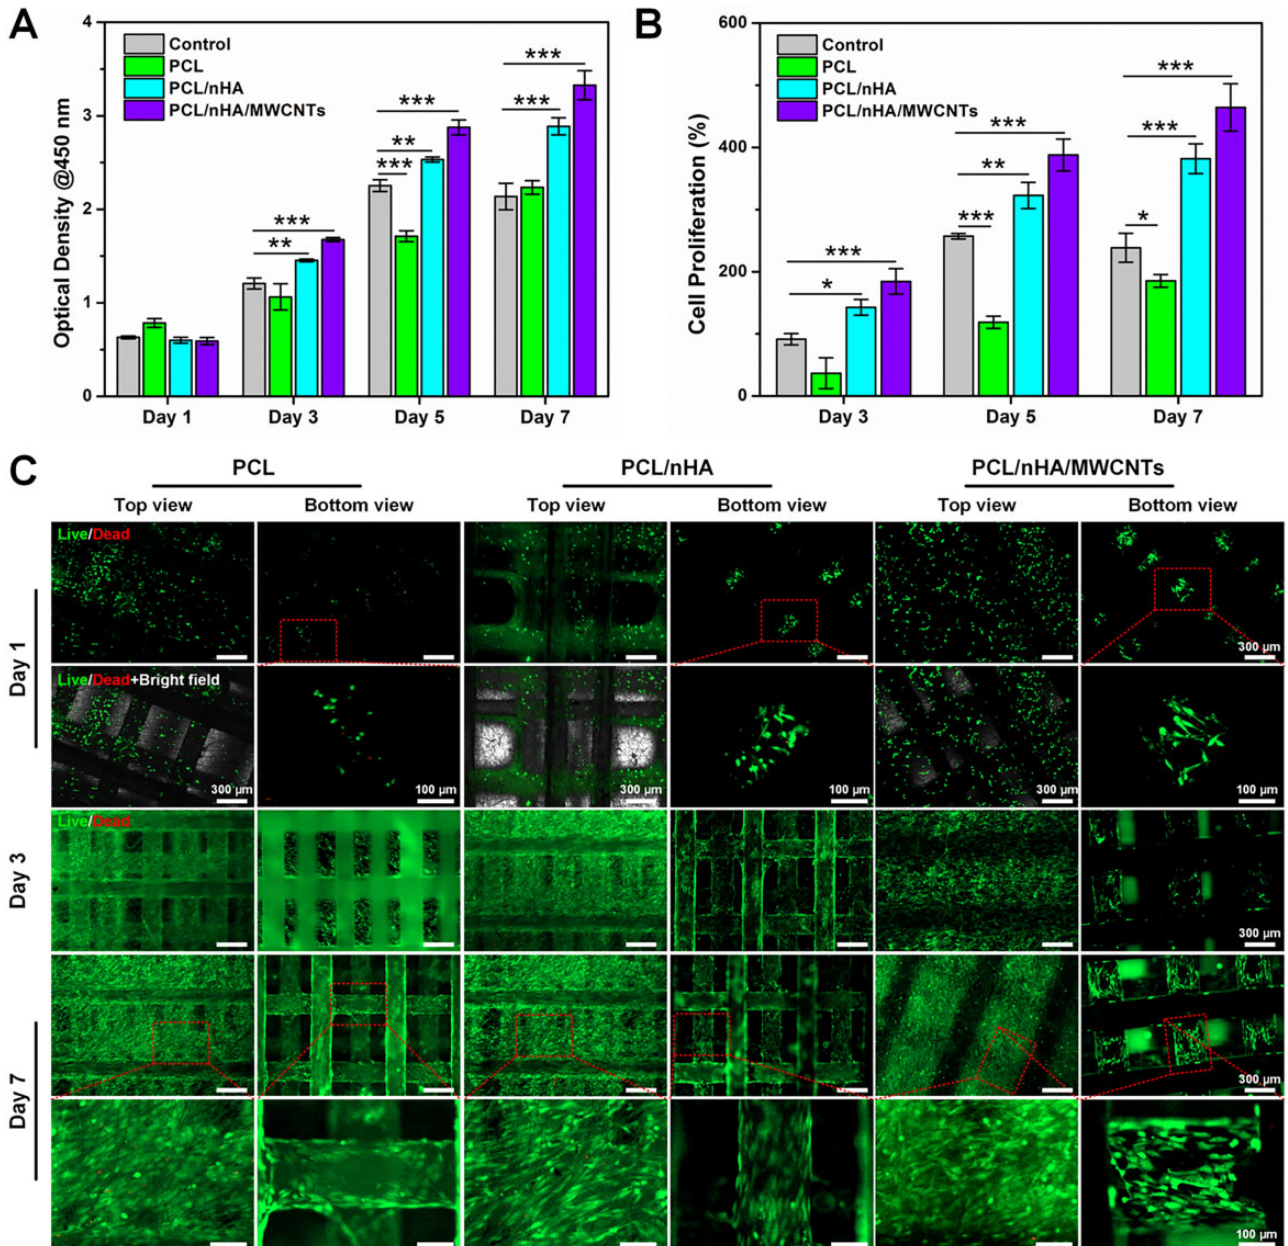 A
Optical Density @450 nm
4
3
2
1
0
Control
PCL
PCL/nHA
PCL/nHA/MWCNTs
** ***
*** ** ***
*** ***
Day 1 Day 3 Day 5 Day 7
B
Cell Proliferation (%)
600
400
200
0
Control
PCL
PCL/nHA
PCL/nHA/MWCNTs
* ***
*** ** ***
* *** ***
Day 3 Day 5 Day 7
C
PCL PCL/nHA PCL/nHA/MWCNTs
Top view Bottom view Top view Bottom view Top view Bottom view
Day 1
Live/Dead
300 µm
Live/Dead+Bright field
300 µm 100 µm 300 µm 100 µm 300 µm 100 µm
Day 3
Live/Dead
300 µm
Day 7
300 µm
100 µm